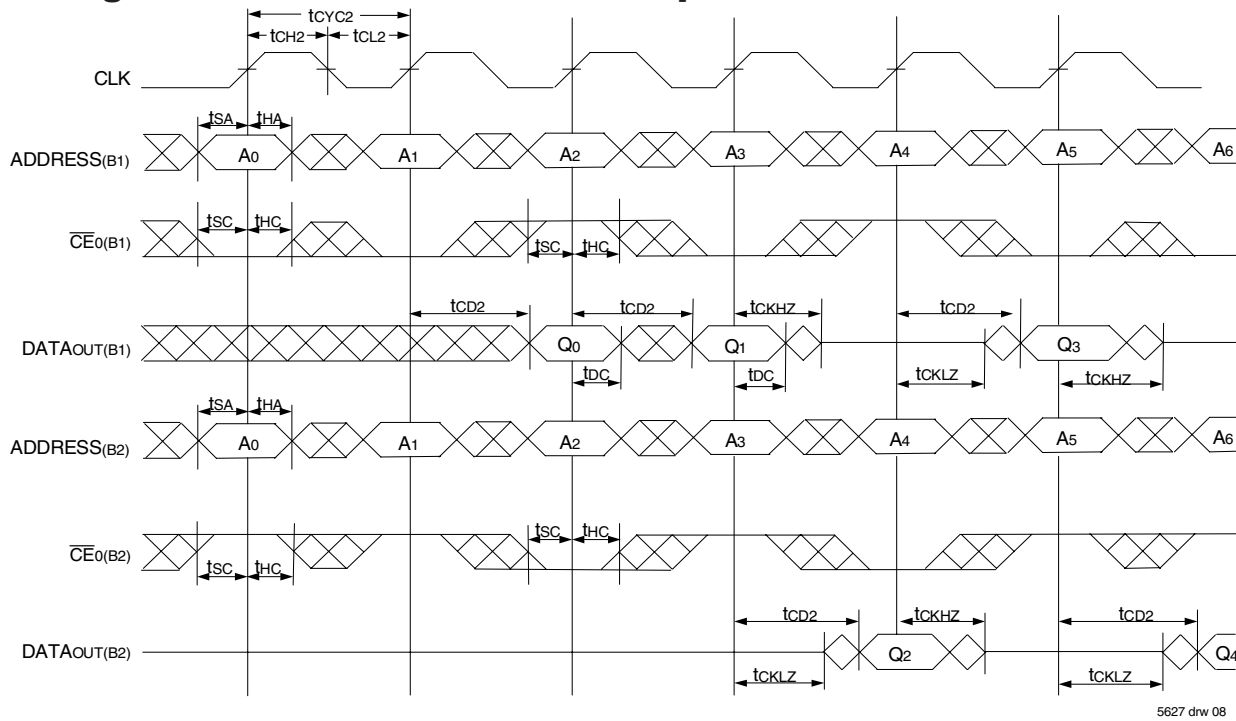 tCYC2
tCH2 tCL2
CLK
tSA tHA
ADDRESS(B1) A0 A1 A2 A3 A4 A5 A6
tSC tHC
CE0(B1)
tSC tHC
tCD2 tCD2 tCKHZ tCD2
DATAOUT(B1) Q0 Q1 Q3
tDC tDC tCKLZ tCKHZ
tSA tHA
ADDRESS(B2) A0 A1 A2 A3 A4 A5 A6
tSC tHC
CE0(B2)
tSC tHC
tCD2 tCKHZ tCD2
DATAOUT(B2) Q2 Q4
tCKLZ tCKLZ
5627 drw 08